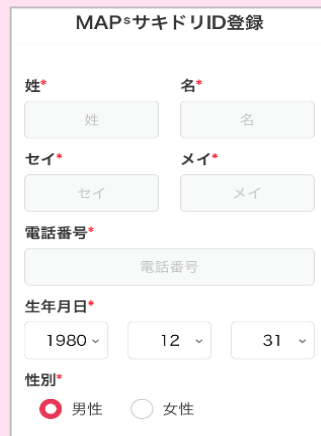 MAPsサキドリID登録
姓* 名*
姓 名
セイ* メイ*
セイ メイ
電話番号*
電話番号
生年月日*
1980 12 31
性別*
男性 女性